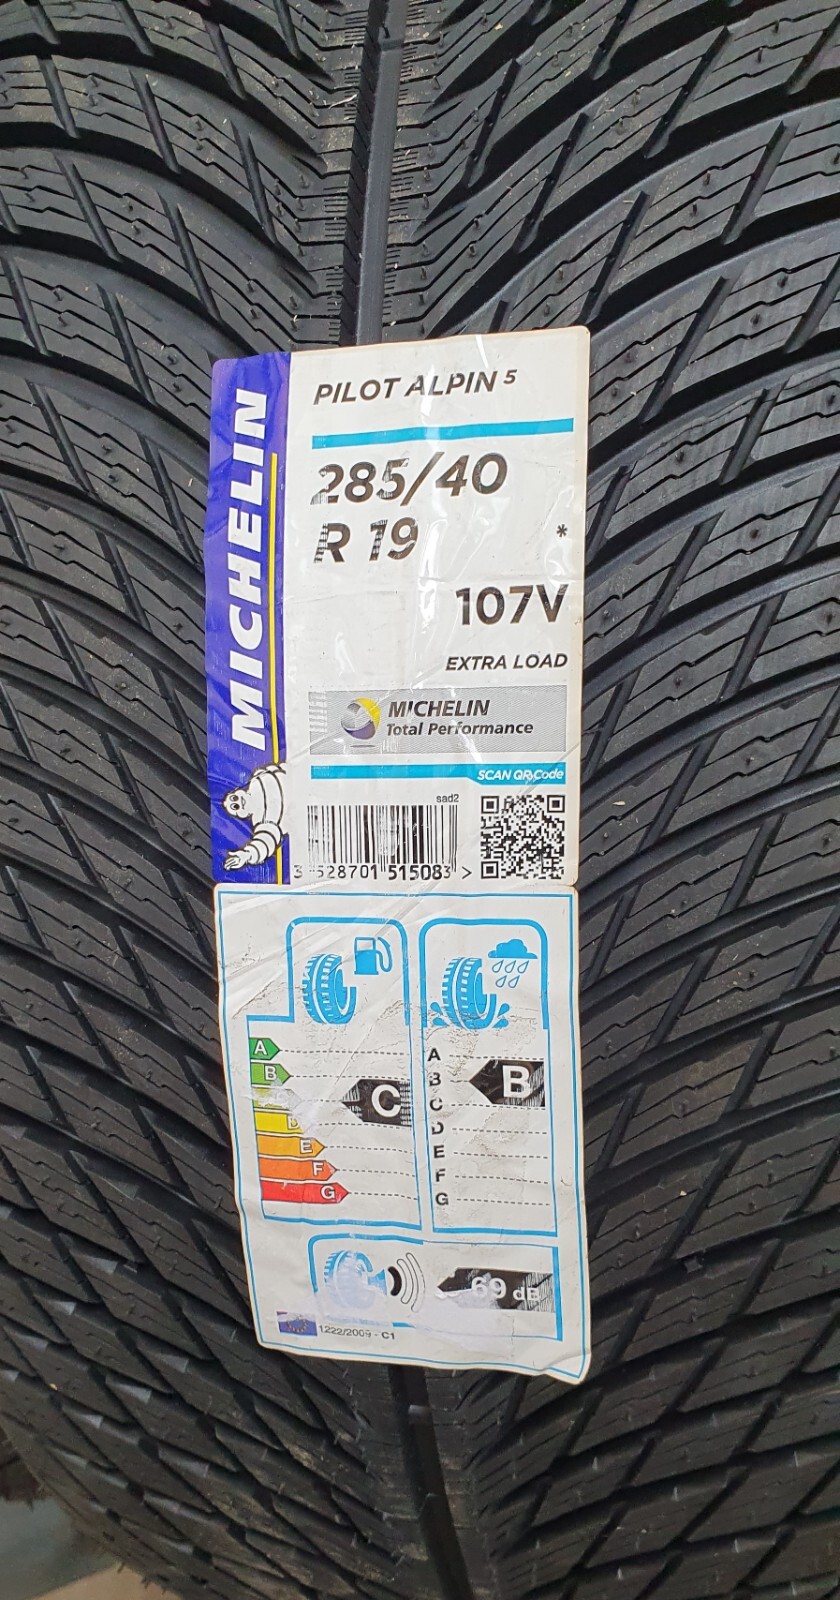 MICHELIN
PILOT ALPIN 5
285/40
R 19 *
107V
EXTRA LOAD
MICHELIN
Total Performance
SCAN QR Code
sad2
3 528701 515083 >
A
B
D
E
F
G
C
A
B
C
D
E
F
G
B
69 dB
1222/2009 - C1